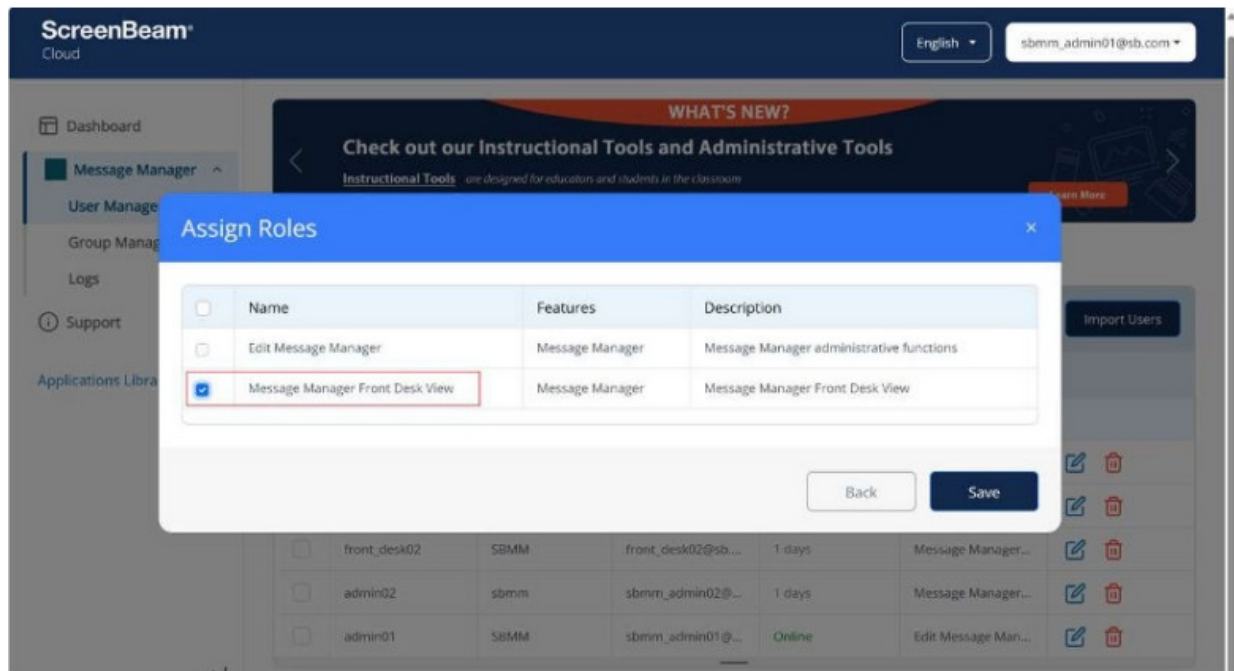 ScreenBeam
Cloud
English
sbmm_admin01@sb.com
Dashboard
Message Manager
User Manage
Group Manag
Logs
Support
Applications Libra
WHAT'S NEW?
Check out our Instructional Tools and Administrative Tools
Instructional Tools are designed for educators and students in the classroom
Learn More
Assign Roles
×
Name Features Description
Edit Message Manager Message Manager Message Manager administrative functions
Message Manager Front Desk View Message Manager Message Manager Front Desk View
Back Save
Import Users
front_desk02 SBMM front_desk02@sb.... 1 days Message Manager...
admin02 sbmm sbmm_admin02@... 1 days Message Manager...
admin01 SBMM sbmm_admin01@... Online Edit Message Man...